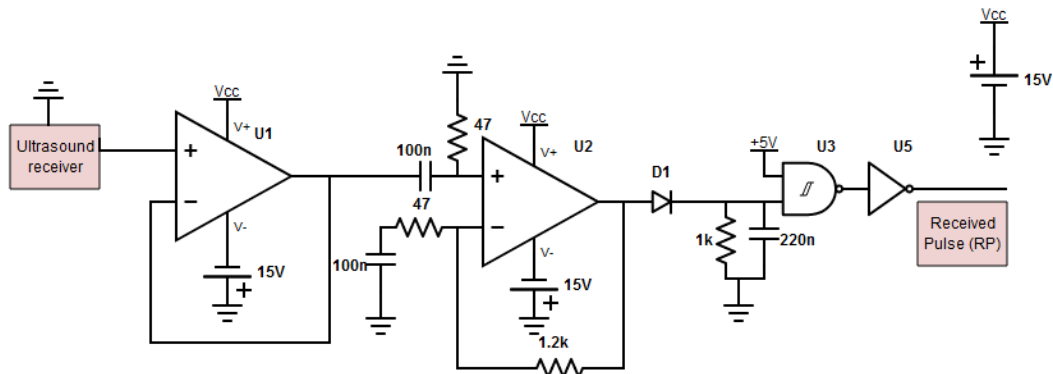 Vcc
15V
Ultrasound
receiver
Vcc
V+
U1
+
−
V-
15V
+
100n
47
47
100n
Vcc
V+
U2
+
−
V-
15V
+
1.2k
D1
1k
220n
+5V
U3
U5
Received
Pulse (RP)
+